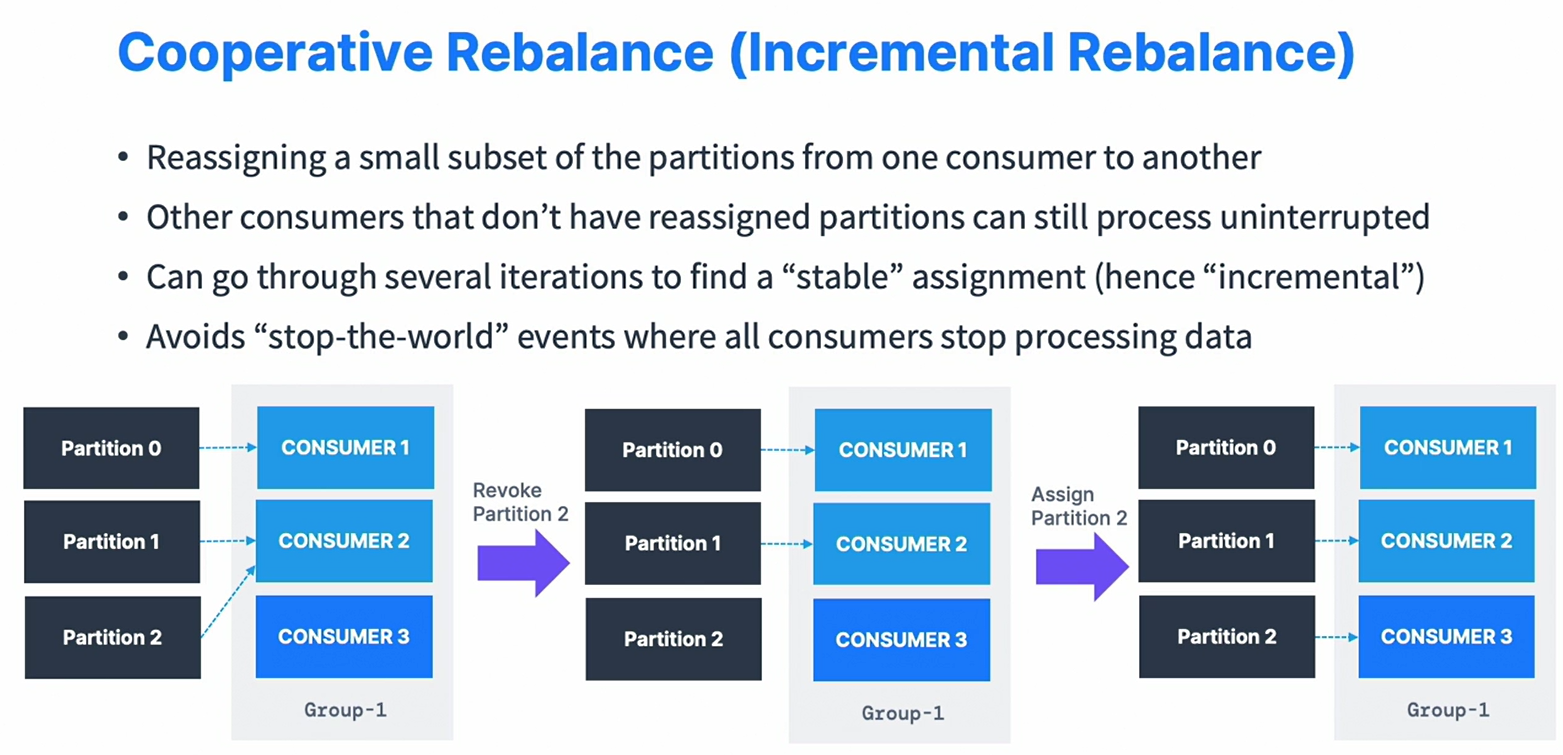 Cooperative Rebalance (Incremental Rebalance)
• Reassigning a small subset of the partitions from one consumer to another
• Other consumers that don’t have reassigned partitions can still process uninterrupted
• Can go through several iterations to find a “stable” assignment (hence “incremental”)
• Avoids “stop-the-world” events where all consumers stop processing data
Partition 0
CONSUMER 1
Partition 1
CONSUMER 2
Partition 2
CONSUMER 3
Group-1
Revoke
Partition 2
Partition 0
CONSUMER 1
Partition 1
CONSUMER 2
Partition 2
CONSUMER 3
Group-1
Assign
Partition 2
Partition 0
CONSUMER 1
Partition 1
CONSUMER 2
Partition 2
CONSUMER 3
Group-1